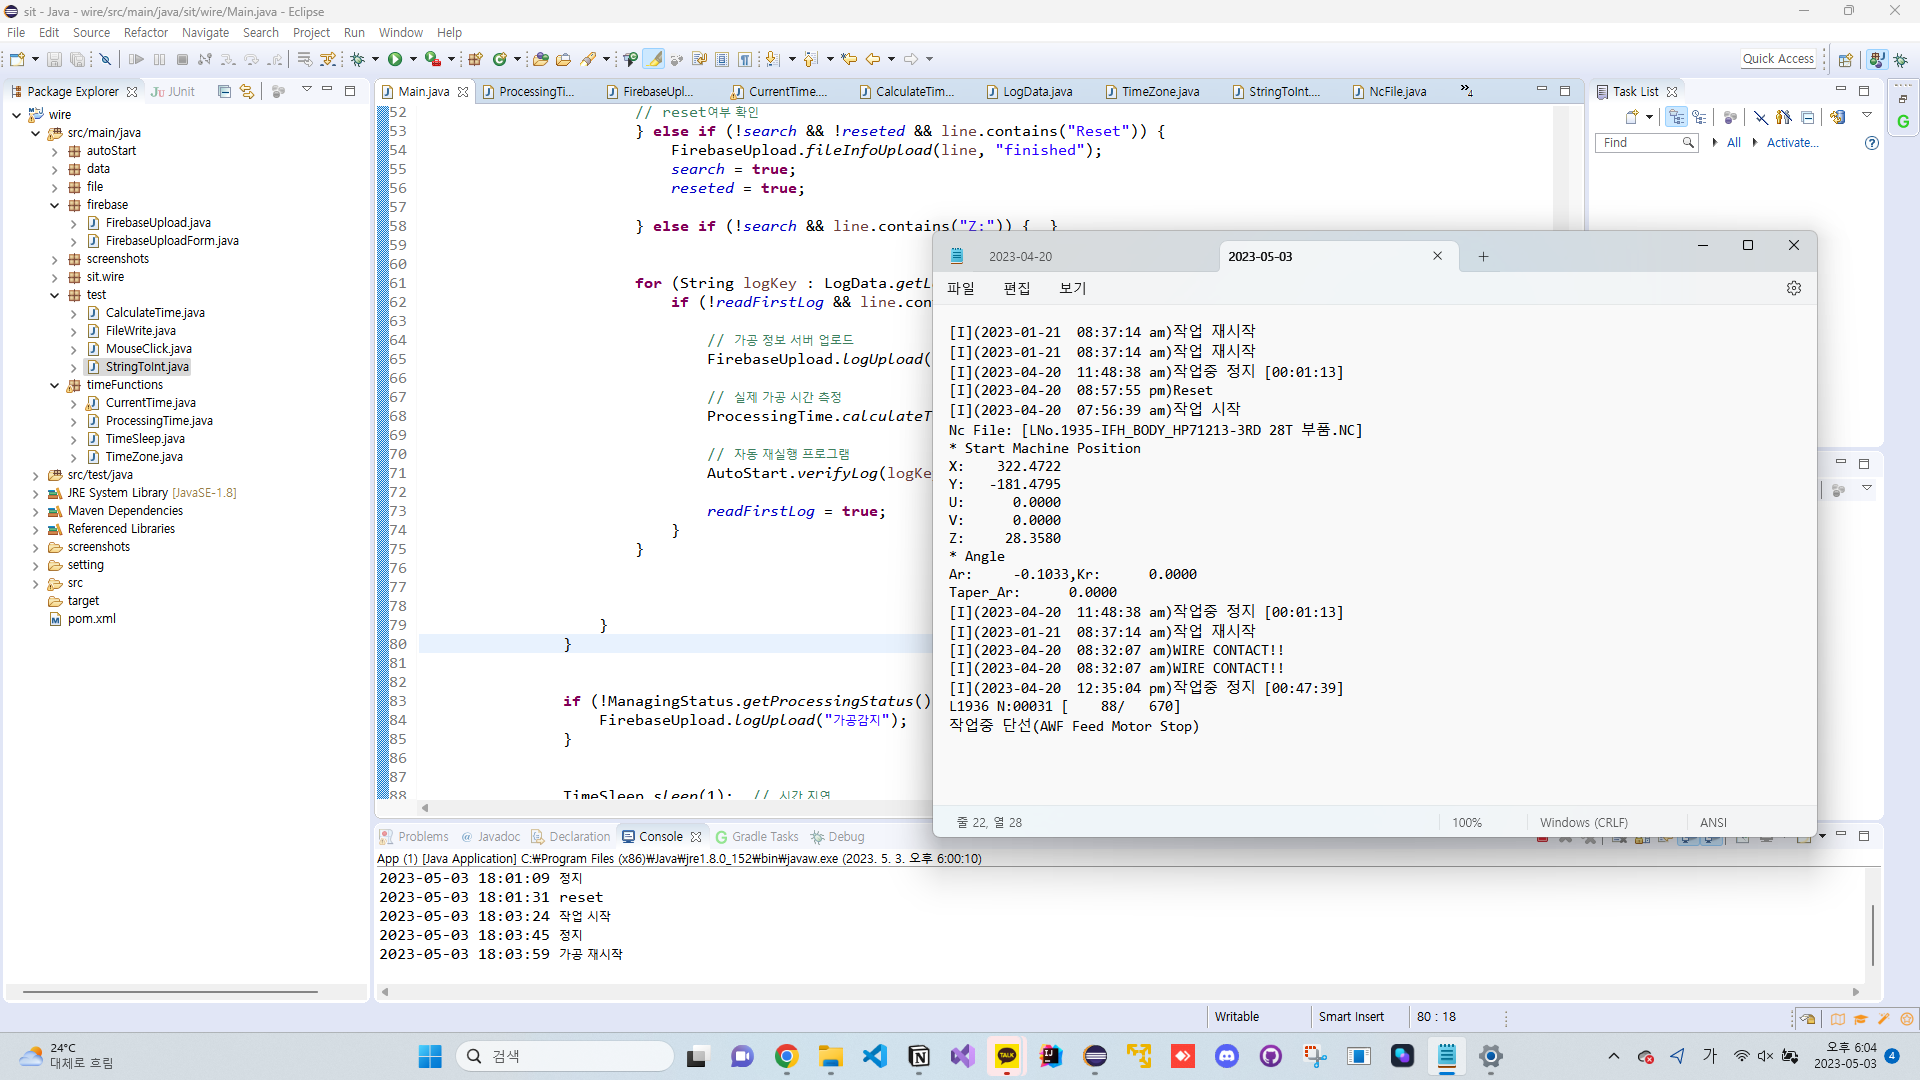 sit - Java - wire/src/main/java/sit/wire/Main.java - Eclipse
File Edit Source Refactor Navigate Search Project Run Window Help
Quick Access
Package Explorer JUnit
wire
src/main/java
autoStart
data
file
firebase
FirebaseUpload.java
FirebaseUploadForm.java
screenshots
sit.wire
test
CalculateTime.java
FileWrite.java
MouseClick.java
StringToInt.java
timeFunctions
CurrentTime.java
ProcessingTime.java
TimeSleep.java
TimeZone.java
src/test/java
JRE System Library [JavaSE-1.8]
Maven Dependencies
Referenced Libraries
screenshots
setting
src
target
pom.xml
Main.java ProcessingTi... FirebaseUpl... CurrentTime.... CalculateTim... LogData.java TimeZone.java StringToInt.... NcFile.java »4
52 // reset여부 확인
53 } else if (!search && !reseted && line.contains("Reset")) {
54 FirebaseUpload.fileInfoUpload(line, "finished");
55 search = true;
56 reseted = true;
57
58 } else if (!search && line.contains("Z:")) { }
59
60
61 for (String logKey : LogData.getL
62 if (!readFirstLog && line.con
63
64 // 가공 정보 서버 업로드
65 FirebaseUpload.logUpload(
66
67 // 실제 가공 시간 측정
68 ProcessingTime.calculateT
69
70 // 자동 재실행 프로그램
71 AutoStart.verifyLog(logKe
72
73 readFirstLog = true;
74 }
75 }
76
77
78
79 }
80 }
81
82
83 if (!ManagingStatus.getProcessingStatus()
84 FirebaseUpload.logUpload("가공감지");
85 }
86
87
88 TimeSleep.sleep(1); // 시간 지연
Task List
Find All Activate...
2023-04-20 2023-05-03
파일 편집 보기
[I](2023-01-21 08:37:14 am)작업 재시작
[I](2023-01-21 08:37:14 am)작업 재시작
[I](2023-04-20 11:48:38 am)작업중 정지 [00:01:13]
[I](2023-04-20 08:57:55 pm)Reset
[I](2023-04-20 07:56:39 am)작업 시작
Nc File: [LNo.1935-IFH_BODY_HP71213-3RD 28T 부품.NC]
* Start Machine Position
X: 322.4722
Y: -181.4795
U: 0.0000
V: 0.0000
Z: 28.3580
* Angle
Ar: -0.1033,Kr: 0.0000
Taper_Ar: 0.0000
[I](2023-04-20 11:48:38 am)작업중 정지 [00:01:13]
[I](2023-01-21 08:37:14 am)작업 재시작
[I](2023-04-20 08:32:07 am)WIRE CONTACT!!
[I](2023-04-20 08:32:07 am)WIRE CONTACT!!
[I](2023-04-20 12:35:04 pm)작업중 정지 [00:47:39]
L1936 N:00031 [ 88/ 670]
작업중 단선(AWF Feed Motor Stop)
줄 22, 열 28 100% Windows (CRLF) ANSI
Problems Javadoc Declaration Console Gradle Tasks Debug
App (1) [Java Application] C:₩Program Files (x86)₩Java₩jre1.8.0_152₩bin₩javaw.exe (2023. 5. 3. 오후 6:00:10)
2023-05-03 18:01:09 정지
2023-05-03 18:01:31 reset
2023-05-03 18:03:24 작업 시작
2023-05-03 18:03:45 정지
2023-05-03 18:03:59 가공 재시작
Writable Smart Insert 80 : 18
24°C
대체로 흐림
검색
TALK
가
오후 6:04
2023-05-03
4